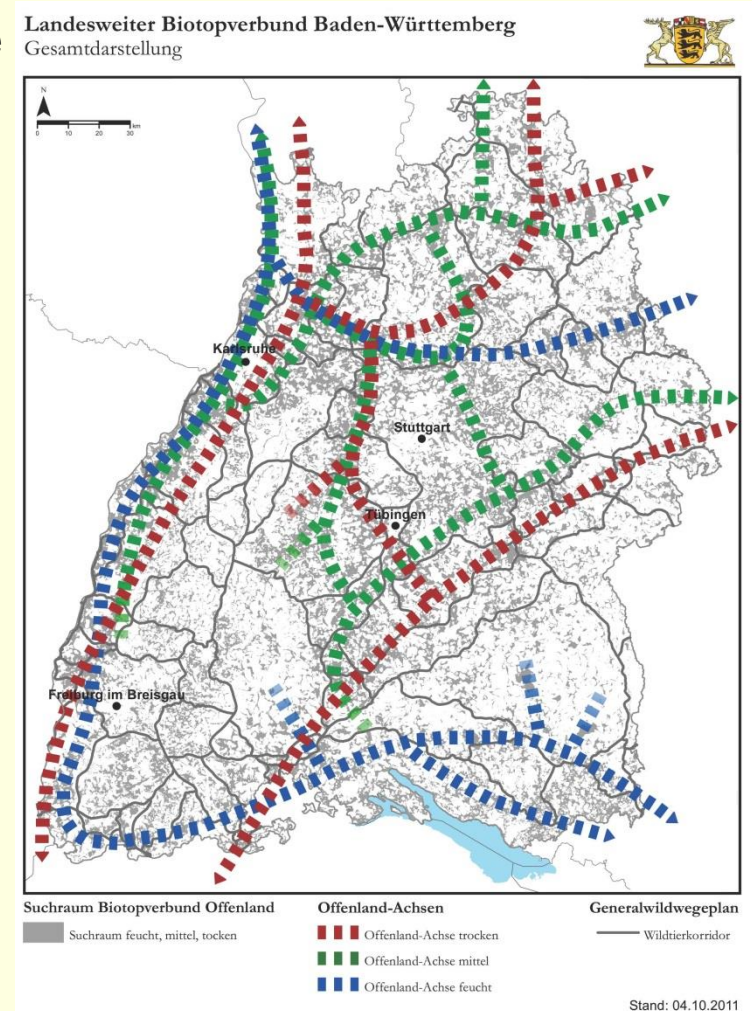 e
Landesweiter Biotopverbund Baden-Württemberg
Gesamtdarstellung
N
0 10 20 30 km
Karlsruhe
Stuttgart
Tübingen
Freiburg im Breisgau
Suchraum Biotopverbund Offenland
Suchraum feucht, mittel, tocken
Offenland-Achsen
Offenland-Achse trocken
Offenland-Achse mittel
Offenland-Achse feucht
Generalwildwegeplan
Wildtierkorridor
Stand: 04.10.2011